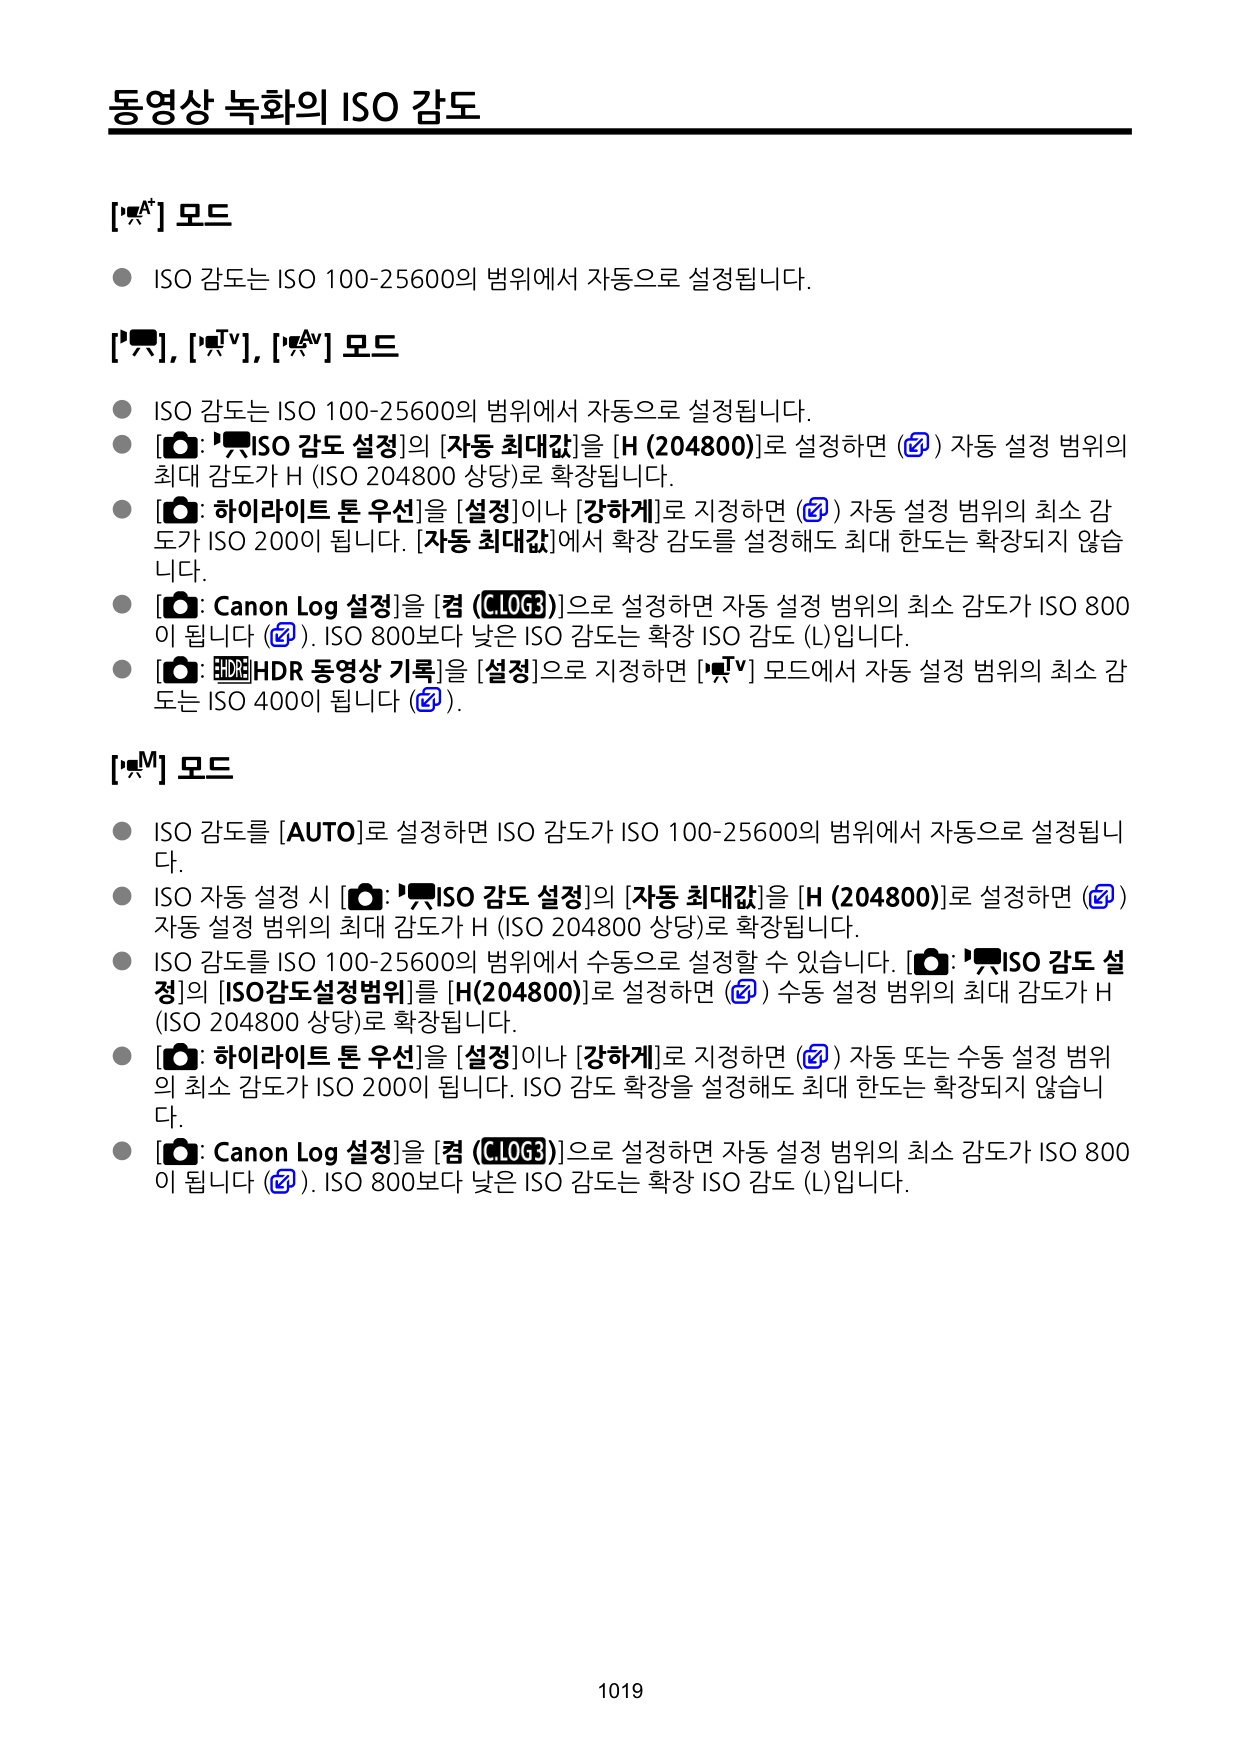 동영상 녹화의 ISO 감도
[A+] 모드
● ISO 감도는 ISO 100-25600의 범위에서 자동으로 설정됩니다.
[], [Tv], [Av] 모드
● ISO 감도는 ISO 100-25600의 범위에서 자동으로 설정됩니다.
● [: ISO 감도 설정]의 [자동 최대값]을 [H (204800)]로 설정하면 () 자동 설정 범위의
최대 감도가 H (ISO 204800 상당)로 확장됩니다.
● [: 하이라이트 톤 우선]을 [설정]이나 [강하게]로 지정하면 () 자동 설정 범위의 최소 감
도가 ISO 200이 됩니다. [자동 최대값]에서 확장 감도를 설정해도 최대 한도는 확장되지 않습
니다.
● [: Canon Log 설정]을 [켬 (C.LOG3)]으로 설정하면 자동 설정 범위의 최소 감도가 ISO 800
이 됩니다 (). ISO 800보다 낮은 ISO 감도는 확장 ISO 감도 (L)입니다.
● [: HDR HDR 동영상 기록]을 [설정]으로 지정하면 [Tv] 모드에서 자동 설정 범위의 최소 감
도는 ISO 400이 됩니다 ().
[M] 모드
● ISO 감도를 [AUTO]로 설정하면 ISO 감도가 ISO 100-25600의 범위에서 자동으로 설정됩니
다.
● ISO 자동 설정 시 [: ISO 감도 설정]의 [자동 최대값]을 [H (204800)]로 설정하면 ()
자동 설정 범위의 최대 감도가 H (ISO 204800 상당)로 확장됩니다.
● ISO 감도를 ISO 100-25600의 범위에서 수동으로 설정할 수 있습니다. [: ISO 감도 설
정]의 [ISO감도설정범위]를 [H(204800)]로 설정하면 () 수동 설정 범위의 최대 감도가 H
(ISO 204800 상당)로 확장됩니다.
● [: 하이라이트 톤 우선]을 [설정]이나 [강하게]로 지정하면 () 자동 또는 수동 설정 범위
의 최소 감도가 ISO 200이 됩니다. ISO 감도 확장을 설정해도 최대 한도는 확장되지 않습니
다.
● [: Canon Log 설정]을 [켬 (C.LOG3)]으로 설정하면 자동 설정 범위의 최소 감도가 ISO 800
이 됩니다 (). ISO 800보다 낮은 ISO 감도는 확장 ISO 감도 (L)입니다.
1019